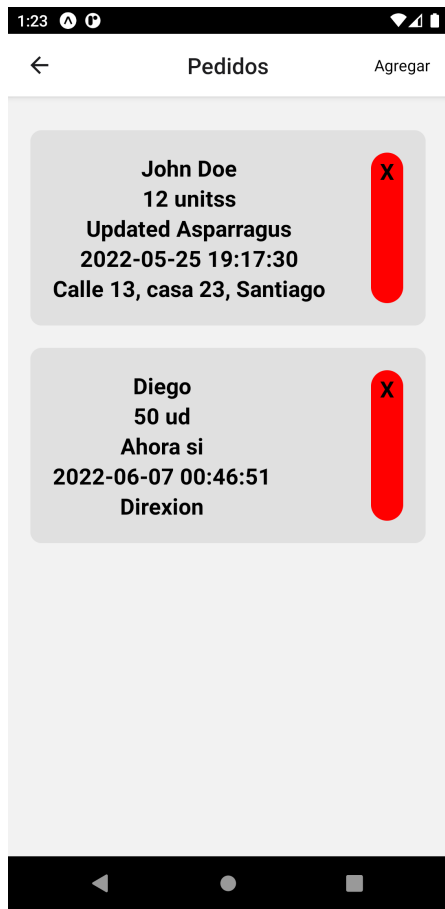 1:23
Pedidos
Agregar
John Doe
12 unitss
Updated Asparragus
2022-05-25 19:17:30
Calle 13, casa 23, Santiago
X
Diego
50 ud
Ahora si
2022-06-07 00:46:51
Direxion
X